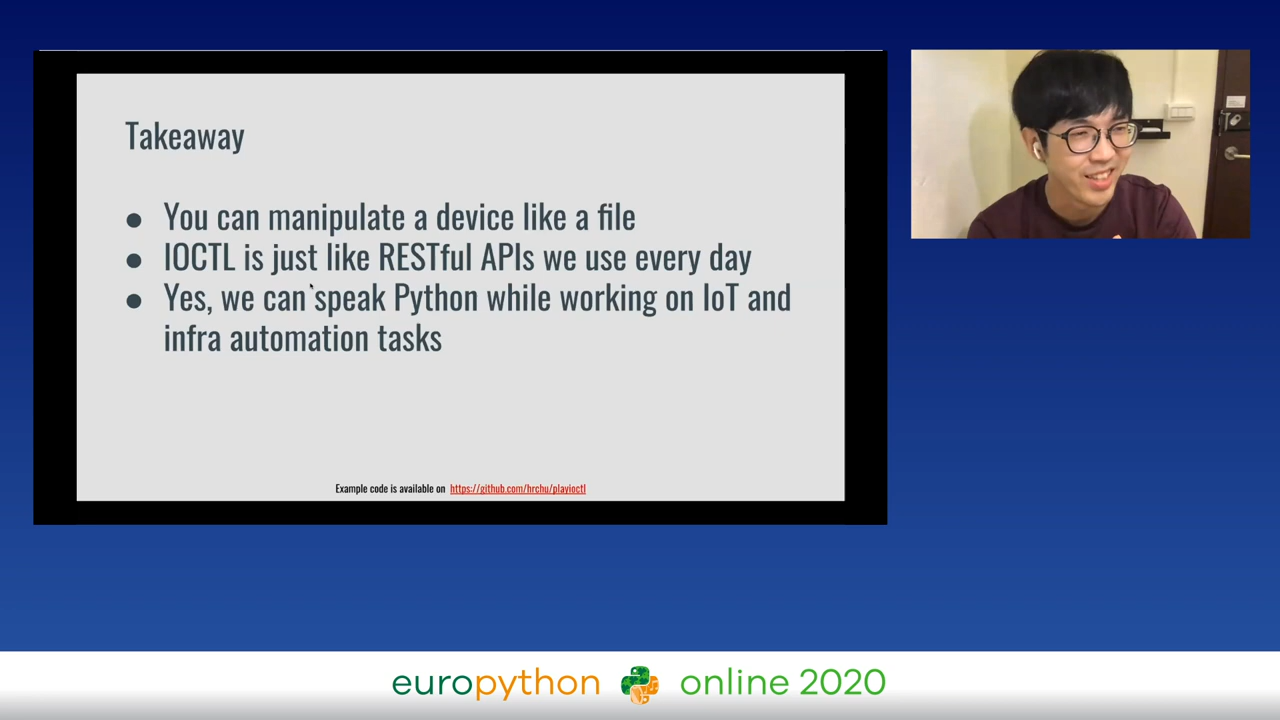 Takeaway
● You can manipulate a device like a file
● IOCTL is just like RESTful APIs we use every day
● Yes, we can speak Python while working on IoT and
infra automation tasks
Example code is available on https://github.com/hrchu/playioctl
europython online 2020